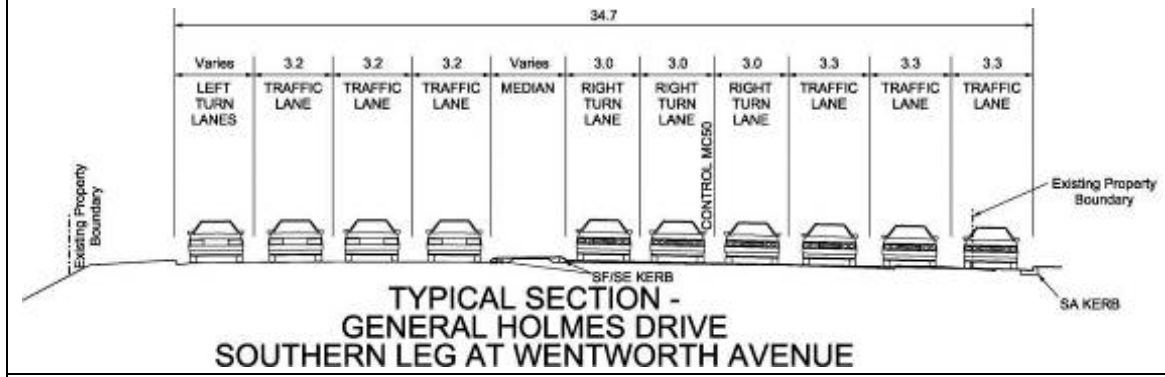 34.7
Varies 3.2 3.2 3.2 Varies 3.0 3.0 3.0 3.3 3.3 3.3
LEFT TRAFFIC TRAFFIC TRAFFIC MEDIAN RIGHT RIGHT RIGHT TRAFFIC TRAFFIC TRAFFIC
TURN LANE LANE LANE TURN TURN TURN LANE LANE LANE
LANES LANE LANE LANE
CONTROL MC50
Existing Property
Boundary
Existing Property
Boundary
SF/SE KERB
SA KERB
TYPICAL SECTION -
GENERAL HOLMES DRIVE
SOUTHERN LEG AT WENTWORTH AVENUE